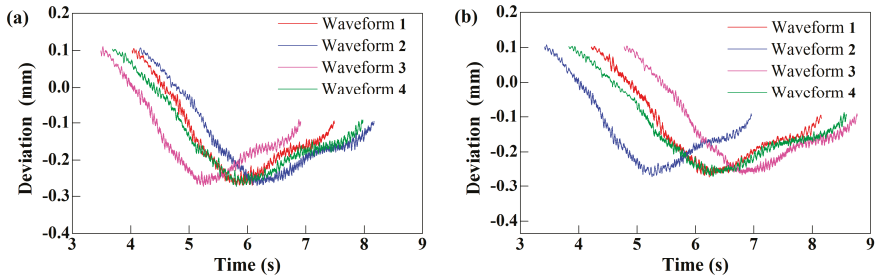 (a)
Waveform 1
Waveform 2
Waveform 3
Waveform 4
0.2
0.1
0.0
-0.1
-0.2
-0.3
-0.4
Deviation (mm)
3 4 5 6 7 8 9
Time (s)
(b)
Waveform 1
Waveform 2
Waveform 3
Waveform 4
0.2
0.1
0.0
-0.1
-0.2
-0.3
-0.4
Deviation (mm)
3 4 5 6 7 8 9
Time (s)